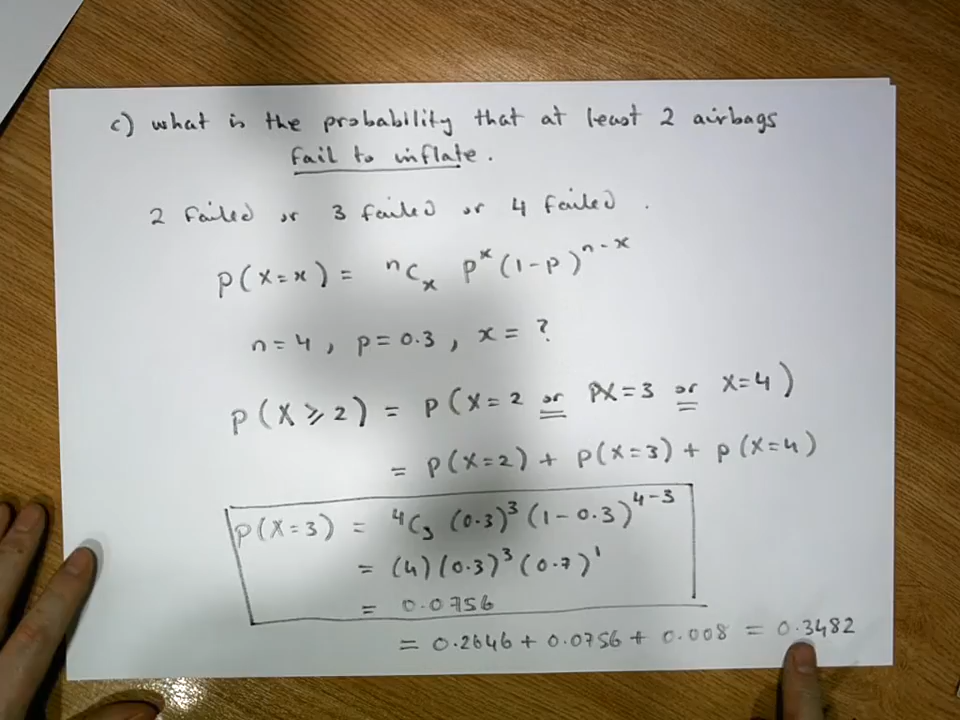 c) what is the probability that at least 2 airbags
fail to inflate.
2 failed or 3 failed or 4 failed.
P(X=x) = ⁿCₓ pˣ(1-p)ⁿ⁻ˣ
n=4, p=0.3, x=?
P(X⩾2) = P(X=2 or PX=3 or X=4)
= P(X=2) + P(X=3) + P(X=4)
P(X=3) = ⁴C₃ (0.3)³ (1-0.3)⁴⁻³
= (4)(0.3)³(0.7)¹
= 0.0756
= 0.2646 + 0.0756 + 0.008 = 0.3482